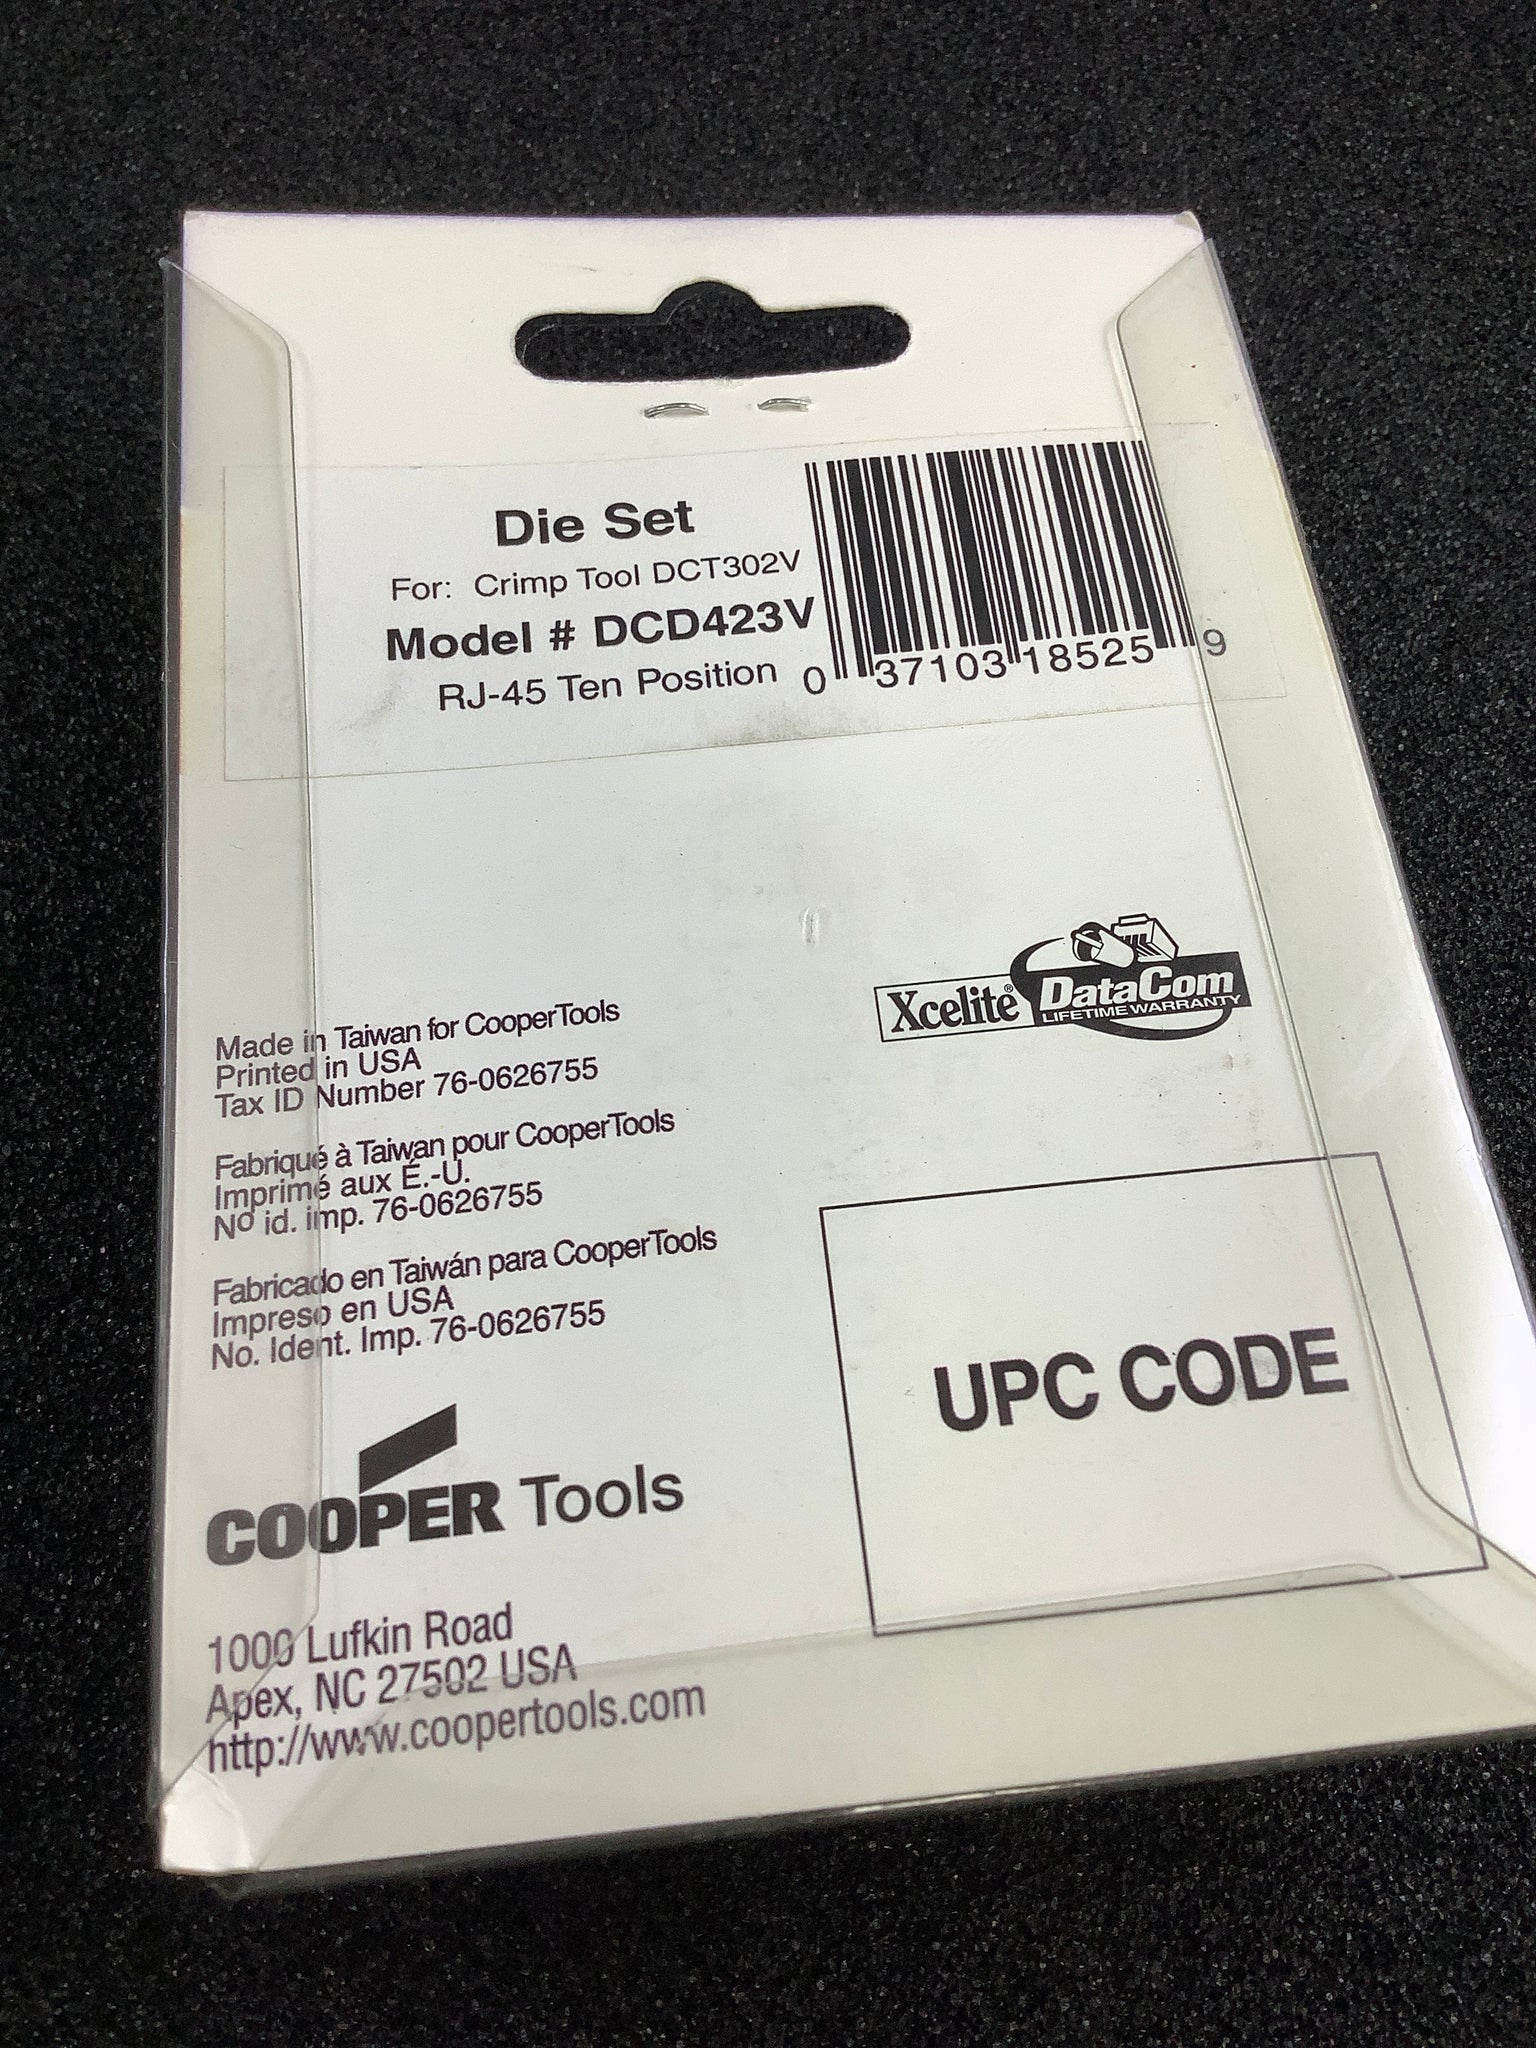 Die Set
For: Crimp Tool DCT302V
Model # DCD423V
RJ-45 Ten Position
0 37103 18525 9
Xcelite® DataCom
LIFETIME WARRANTY
Made in Taiwan for CooperTools
Printed in USA
Tax ID Number 76-0626755
Fabriqué à Taiwan pour CooperTools
Imprimé aux É.-U.
Nº id. imp. 76-0626755
Fabricado en Taiwán para CooperTools
Impreso en USA
No. Ident. Imp. 76-0626755
COOPER Tools
1000 Lufkin Road
Apex, NC 27502 USA
http://www.coopertools.com
UPC CODE